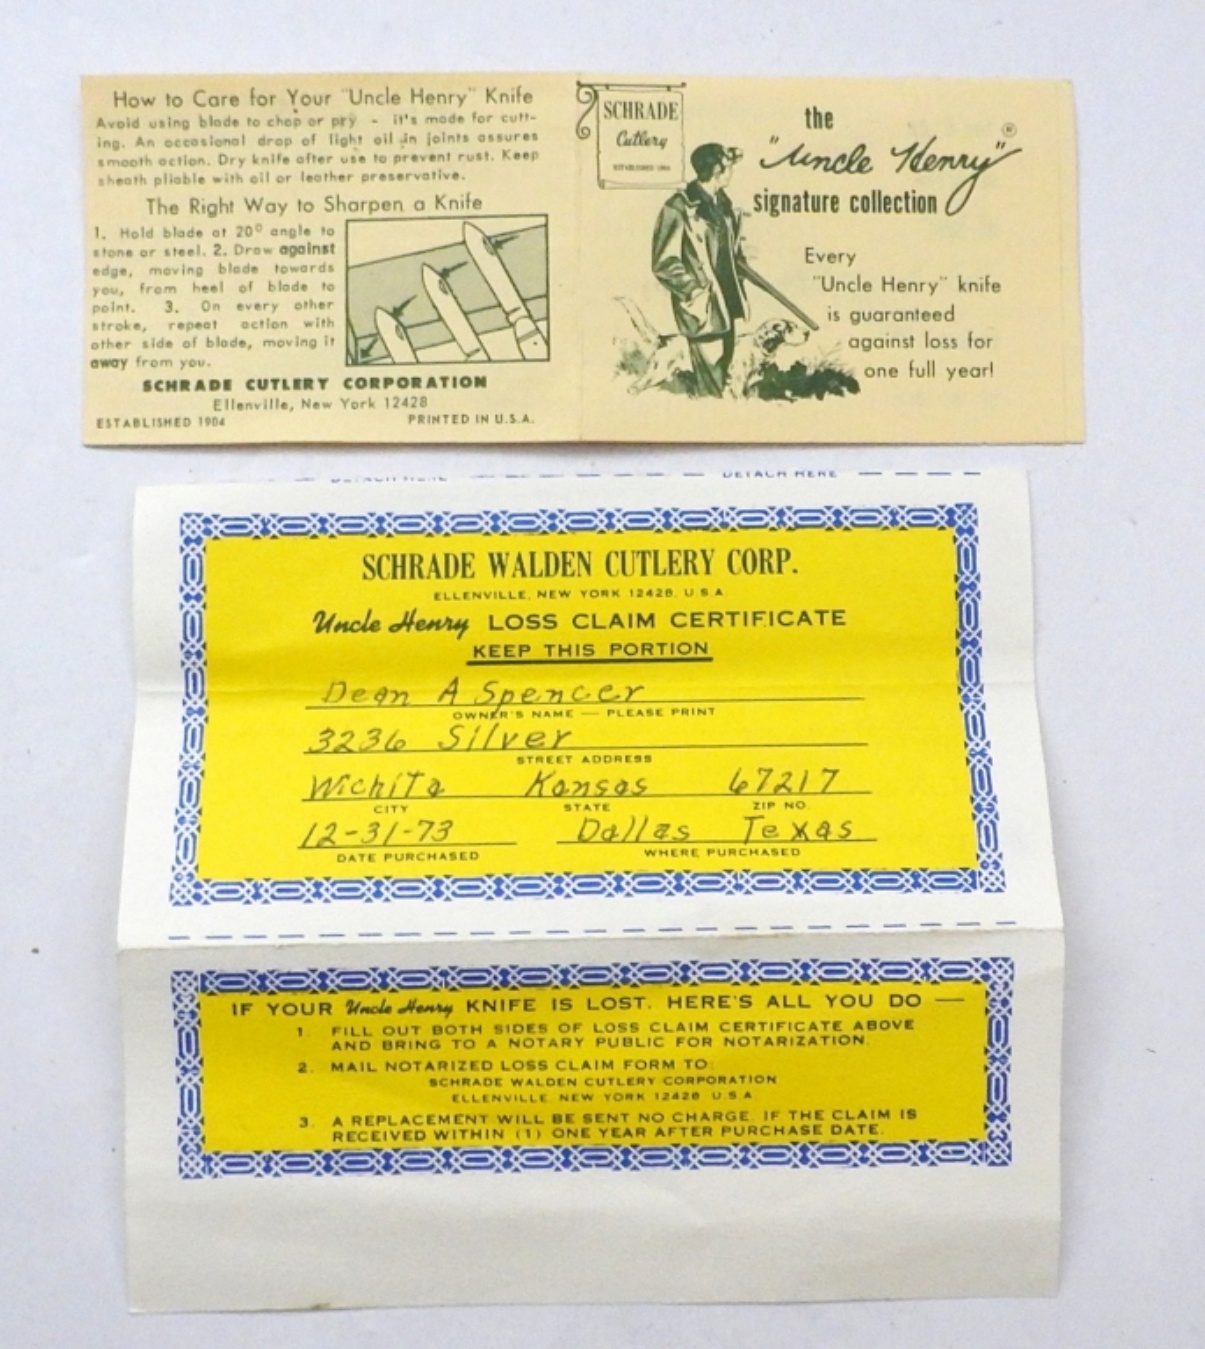 How to Care for Your "Uncle Henry" Knife
Avoid using blade to chop or pry - it's made for cutt-
ing. An occasional drop of light oil in joints assures
smooth action. Dry knife after use to prevent rust. Keep
sheath pliable with oil or leather preservative.
The Right Way to Sharpen a Knife
1. Hold blade at 20° angle to
stone or steel. 2. Draw against
edge, moving blade towards
you, from heel of blade to
point. 3. On every other
stroke, repeat action with
other side of blade, moving it
away from you.
SCHRADE CUTLERY CORPORATION
Ellenville, New York 12428
ESTABLISHED 1904 PRINTED IN U.S.A.
SCHRADE
Cutlery
ESTABLISHED 1904
the
"Uncle Henry" ®
signature collection
Every
"Uncle Henry" knife
is guaranteed
against loss for
one full year!
DETACH HERE DETACH HERE
SCHRADE WALDEN CUTLERY CORP.
ELLENVILLE, NEW YORK 12428, U.S.A.
Uncle Henry LOSS CLAIM CERTIFICATE
KEEP THIS PORTION
Dean A Spencer
OWNER'S NAME — PLEASE PRINT
3236 Silver
STREET ADDRESS
Wichita Kansas 67217
CITY STATE ZIP NO.
12-31-73 Dallas Texas
DATE PURCHASED WHERE PURCHASED
IF YOUR Uncle Henry KNIFE IS LOST, HERE'S ALL YOU DO —
1. FILL OUT BOTH SIDES OF LOSS CLAIM CERTIFICATE ABOVE
AND BRING TO A NOTARY PUBLIC FOR NOTARIZATION.
2. MAIL NOTARIZED LOSS CLAIM FORM TO:
SCHRADE WALDEN CUTLERY CORPORATION
ELLENVILLE, NEW YORK 12428 U.S.A.
3. A REPLACEMENT WILL BE SENT NO CHARGE, IF THE CLAIM IS
RECEIVED WITHIN (1) ONE YEAR AFTER PURCHASE DATE.